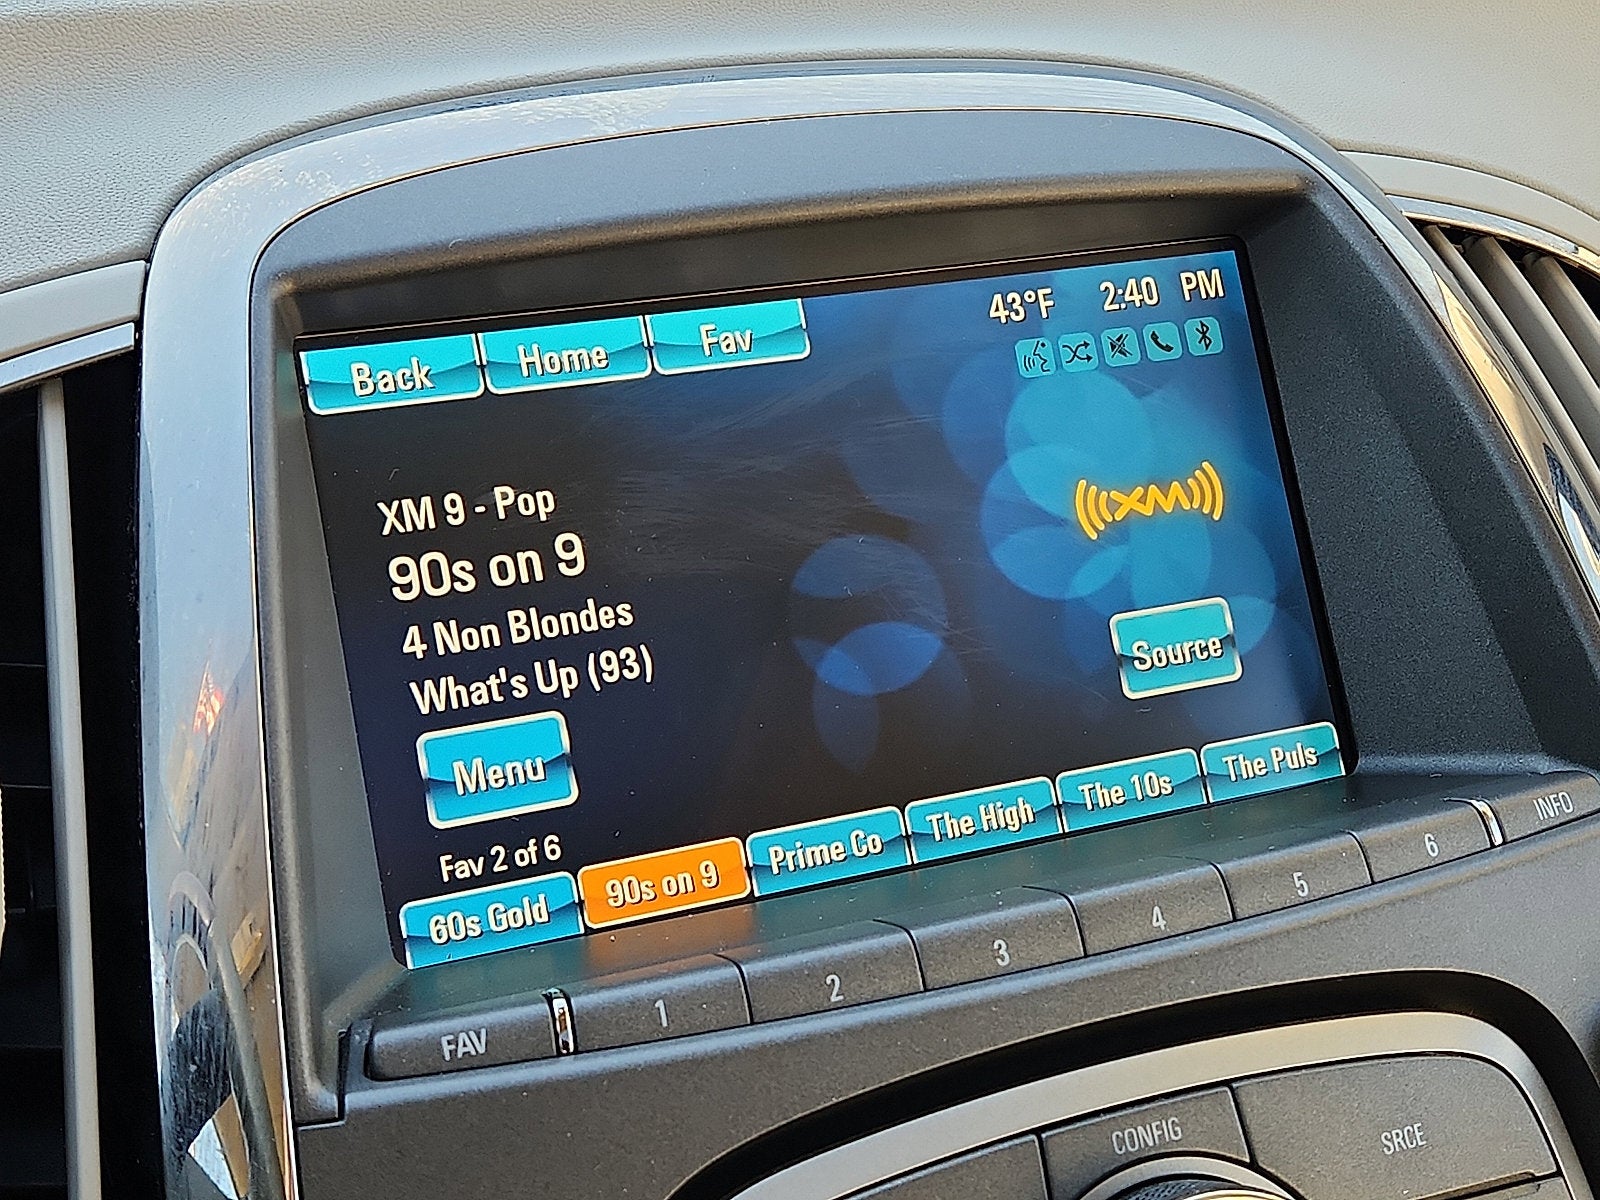 Back Home Fav 43°F 2:40 PM
XM
XM 9 - Pop
90s on 9
4 Non Blondes
What's Up (93)
Source
Menu
Fav 2 of 6
60s Gold 90s on 9 Prime Co The High The 10s The Puls
FAV 1 2 3 4 5 6 INFO
CONFIG SRCE